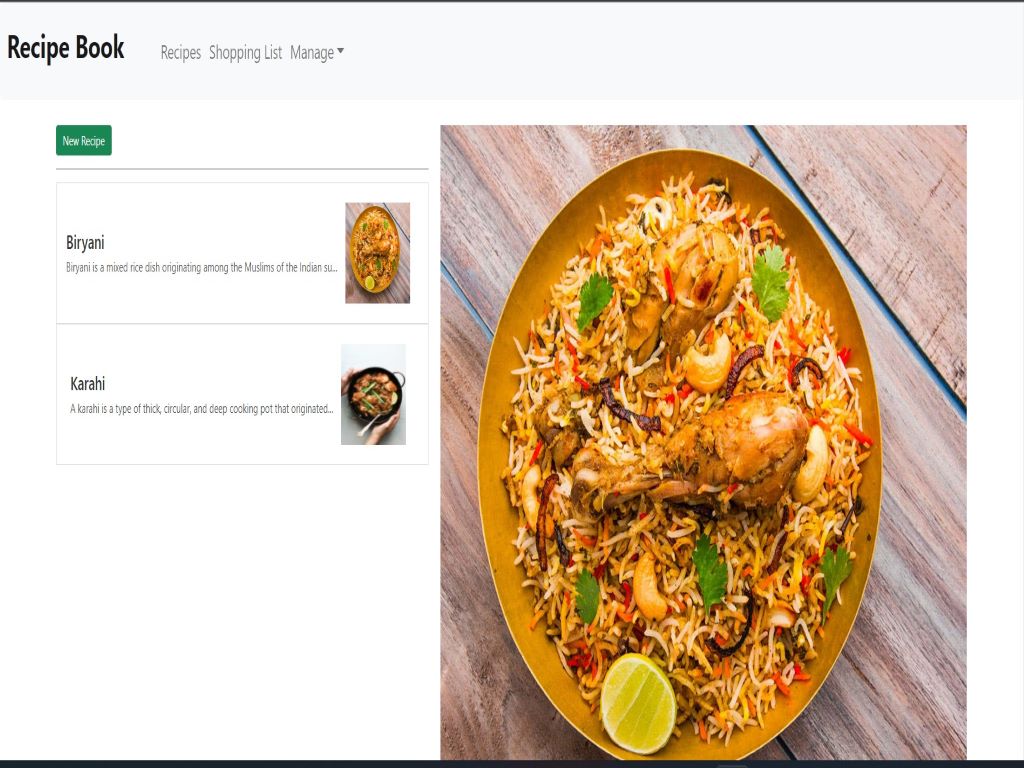 Recipe Book
Recipes Shopping List Manage
New Recipe
Biryani
Biryani is a mixed rice dish originating among the Muslims of the Indian su...
Karahi
A karahi is a type of thick, circular, and deep cooking pot that originated...